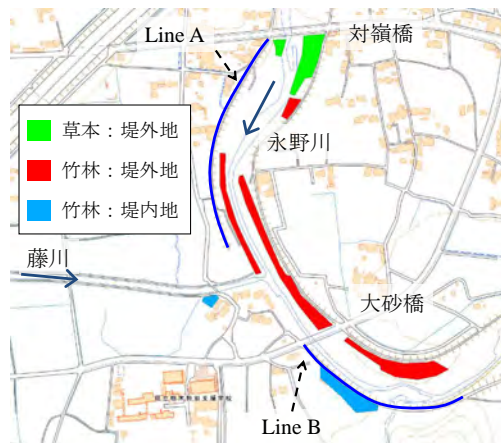 Line A
対嶺橋
草本：堤外地
竹林：堤外地
竹林：堤内地
永野川
藤川
大砂橋
Line B